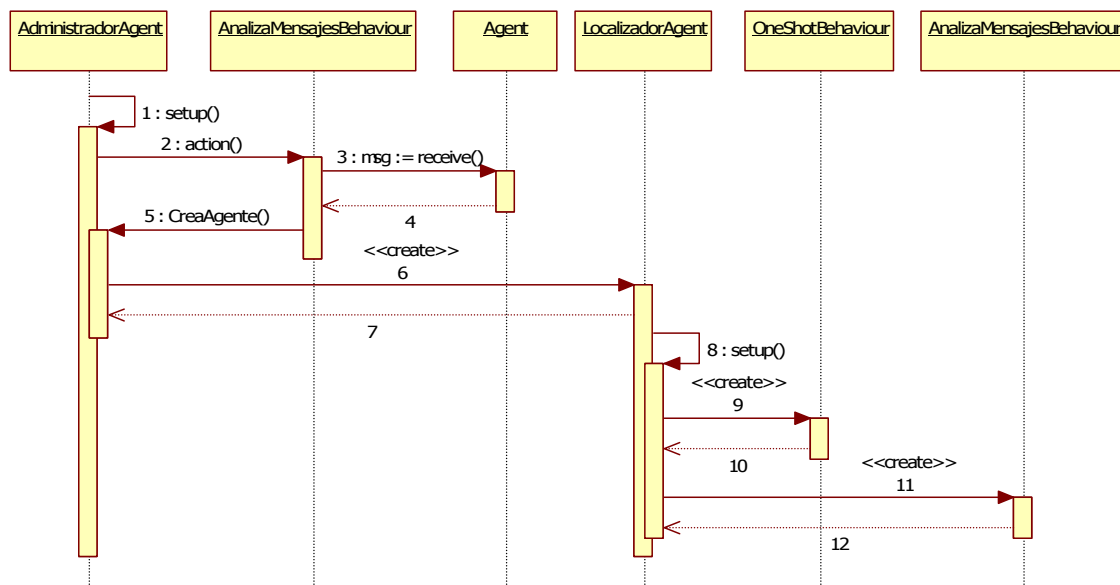 AdministradorAgent
AnalizaMensajesBehaviour
Agent
LocalizadorAgent
OneShotBehaviour
AnalizaMensajesBehaviour
1 : setup()
2 : action()
3 : msg := receive()
4
5 : CreaAgente()
<<create>>
6
7
8 : setup()
<<create>>
9
10
<<create>>
11
12